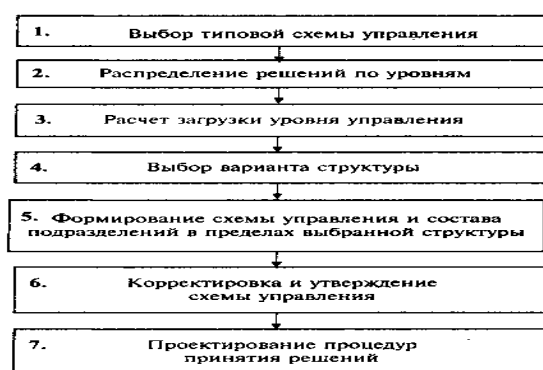 1. Выбор типовой схемы управления
2. Распределение решений по уровням
3. Расчет загрузки уровня управления
4. Выбор варианта структуры
5. Формирование схемы управления и состава
подразделений в пределах выбранной структуры
6. Корректировка и утверждение
схемы управления
7. Проектирование процедур
принятия решений